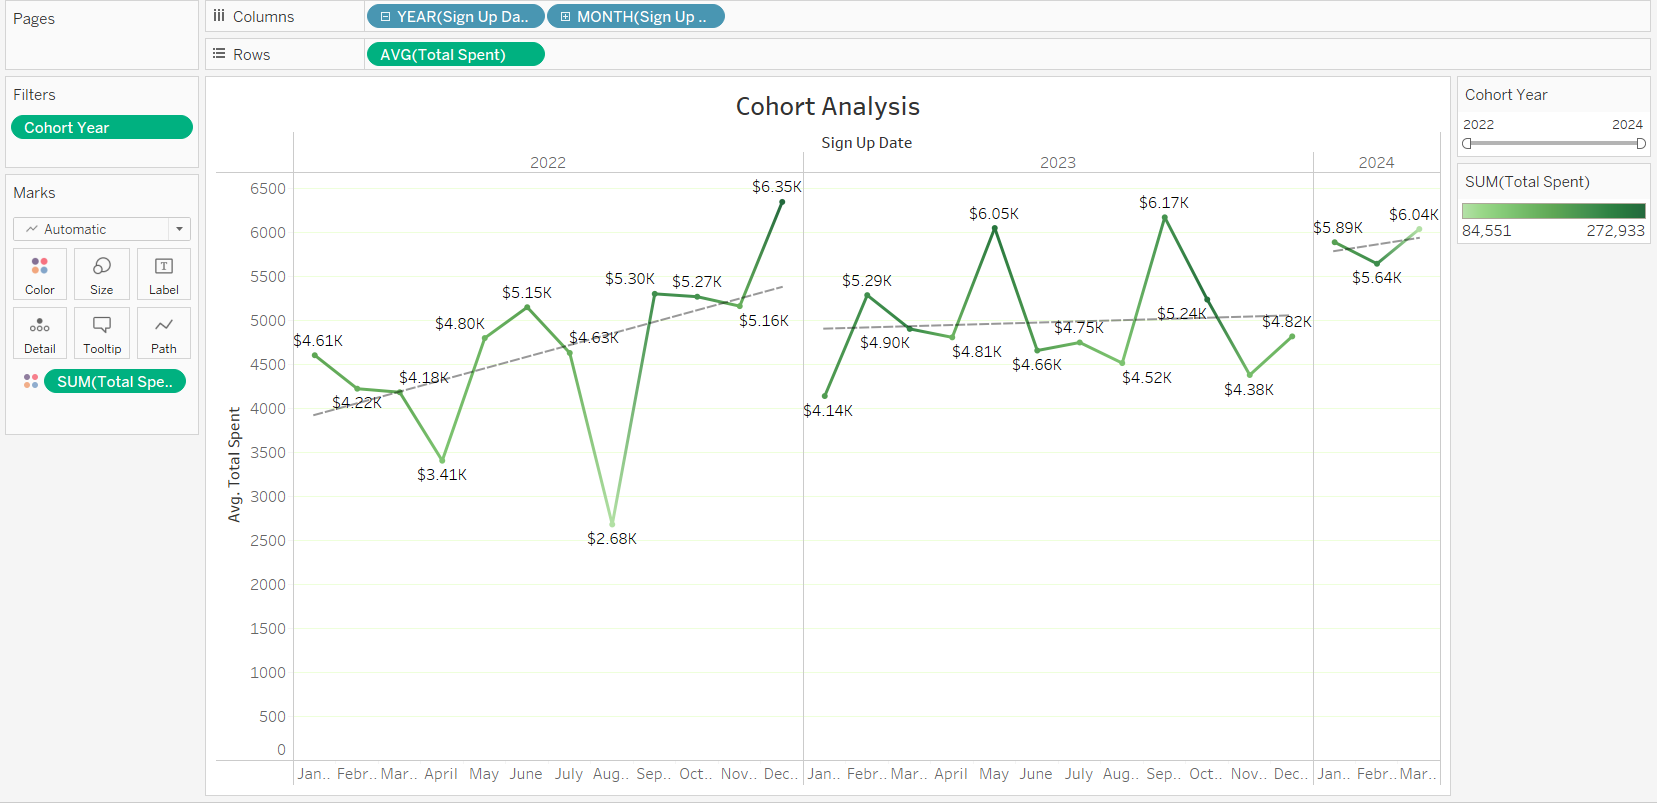 Pages
Columns
YEAR(Sign Up Da..
MONTH(Sign Up ..
Rows
AVG(Total Spent)
Filters
Cohort Year
Marks
Automatic
Color
Size
Label
Detail
Tooltip
Path
SUM(Total Spe..
Cohort Analysis
Sign Up Date
2022
2023
2024
Avg. Total Spent
6500
6000
5500
5000
4500
4000
3500
3000
2500
2000
1500
1000
500
0
$4.61K
$4.22K
$4.18K
$3.41K
$4.80K
$5.15K
$4.63K
$2.68K
$5.30K
$5.27K
$5.16K
$6.35K
$4.14K
$5.29K
$4.90K
$4.81K
$6.05K
$4.66K
$4.75K
$4.52K
$6.17K
$5.24K
$4.38K
$4.82K
$5.89K
$5.64K
$6.04K
Jan.. Febr.. Mar.. April May June July Aug.. Sep.. Oct.. Nov.. Dec..
Jan.. Febr.. Mar.. April May June July Aug.. Sep.. Oct.. Nov.. Dec..
Jan.. Febr.. Mar..
Cohort Year
2022 2024
SUM(Total Spent)
84,551 272,933